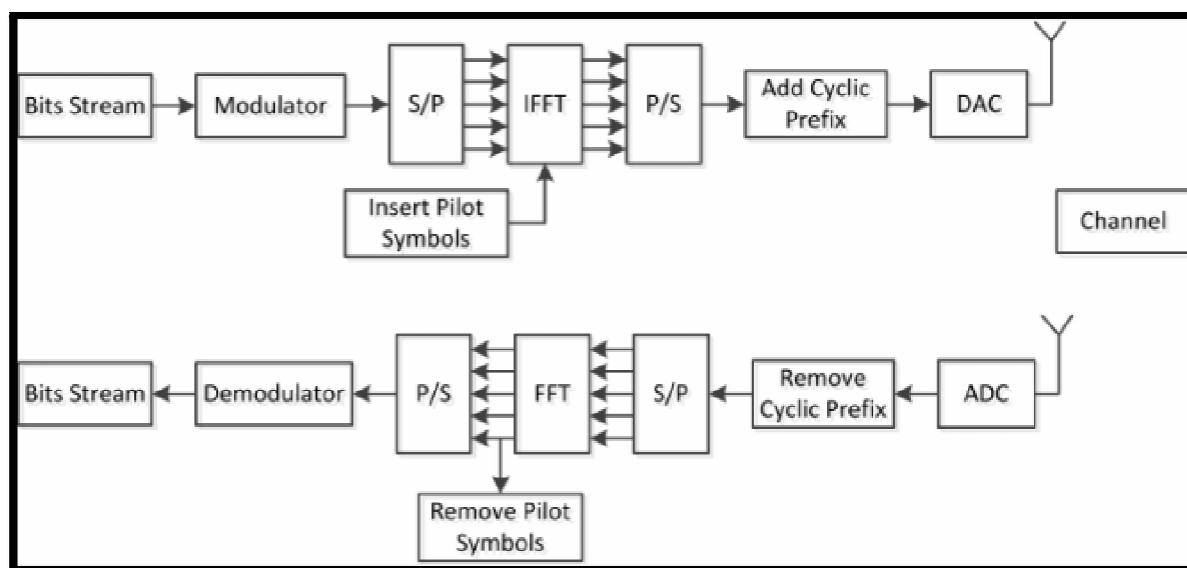 Bits Stream
Modulator
S/P
IFFT
P/S
Add Cyclic
Prefix
DAC
Insert Pilot
Symbols
Channel
Bits Stream
Demodulator
P/S
FFT
S/P
Remove
Cyclic Prefix
ADC
Remove Pilot
Symbols